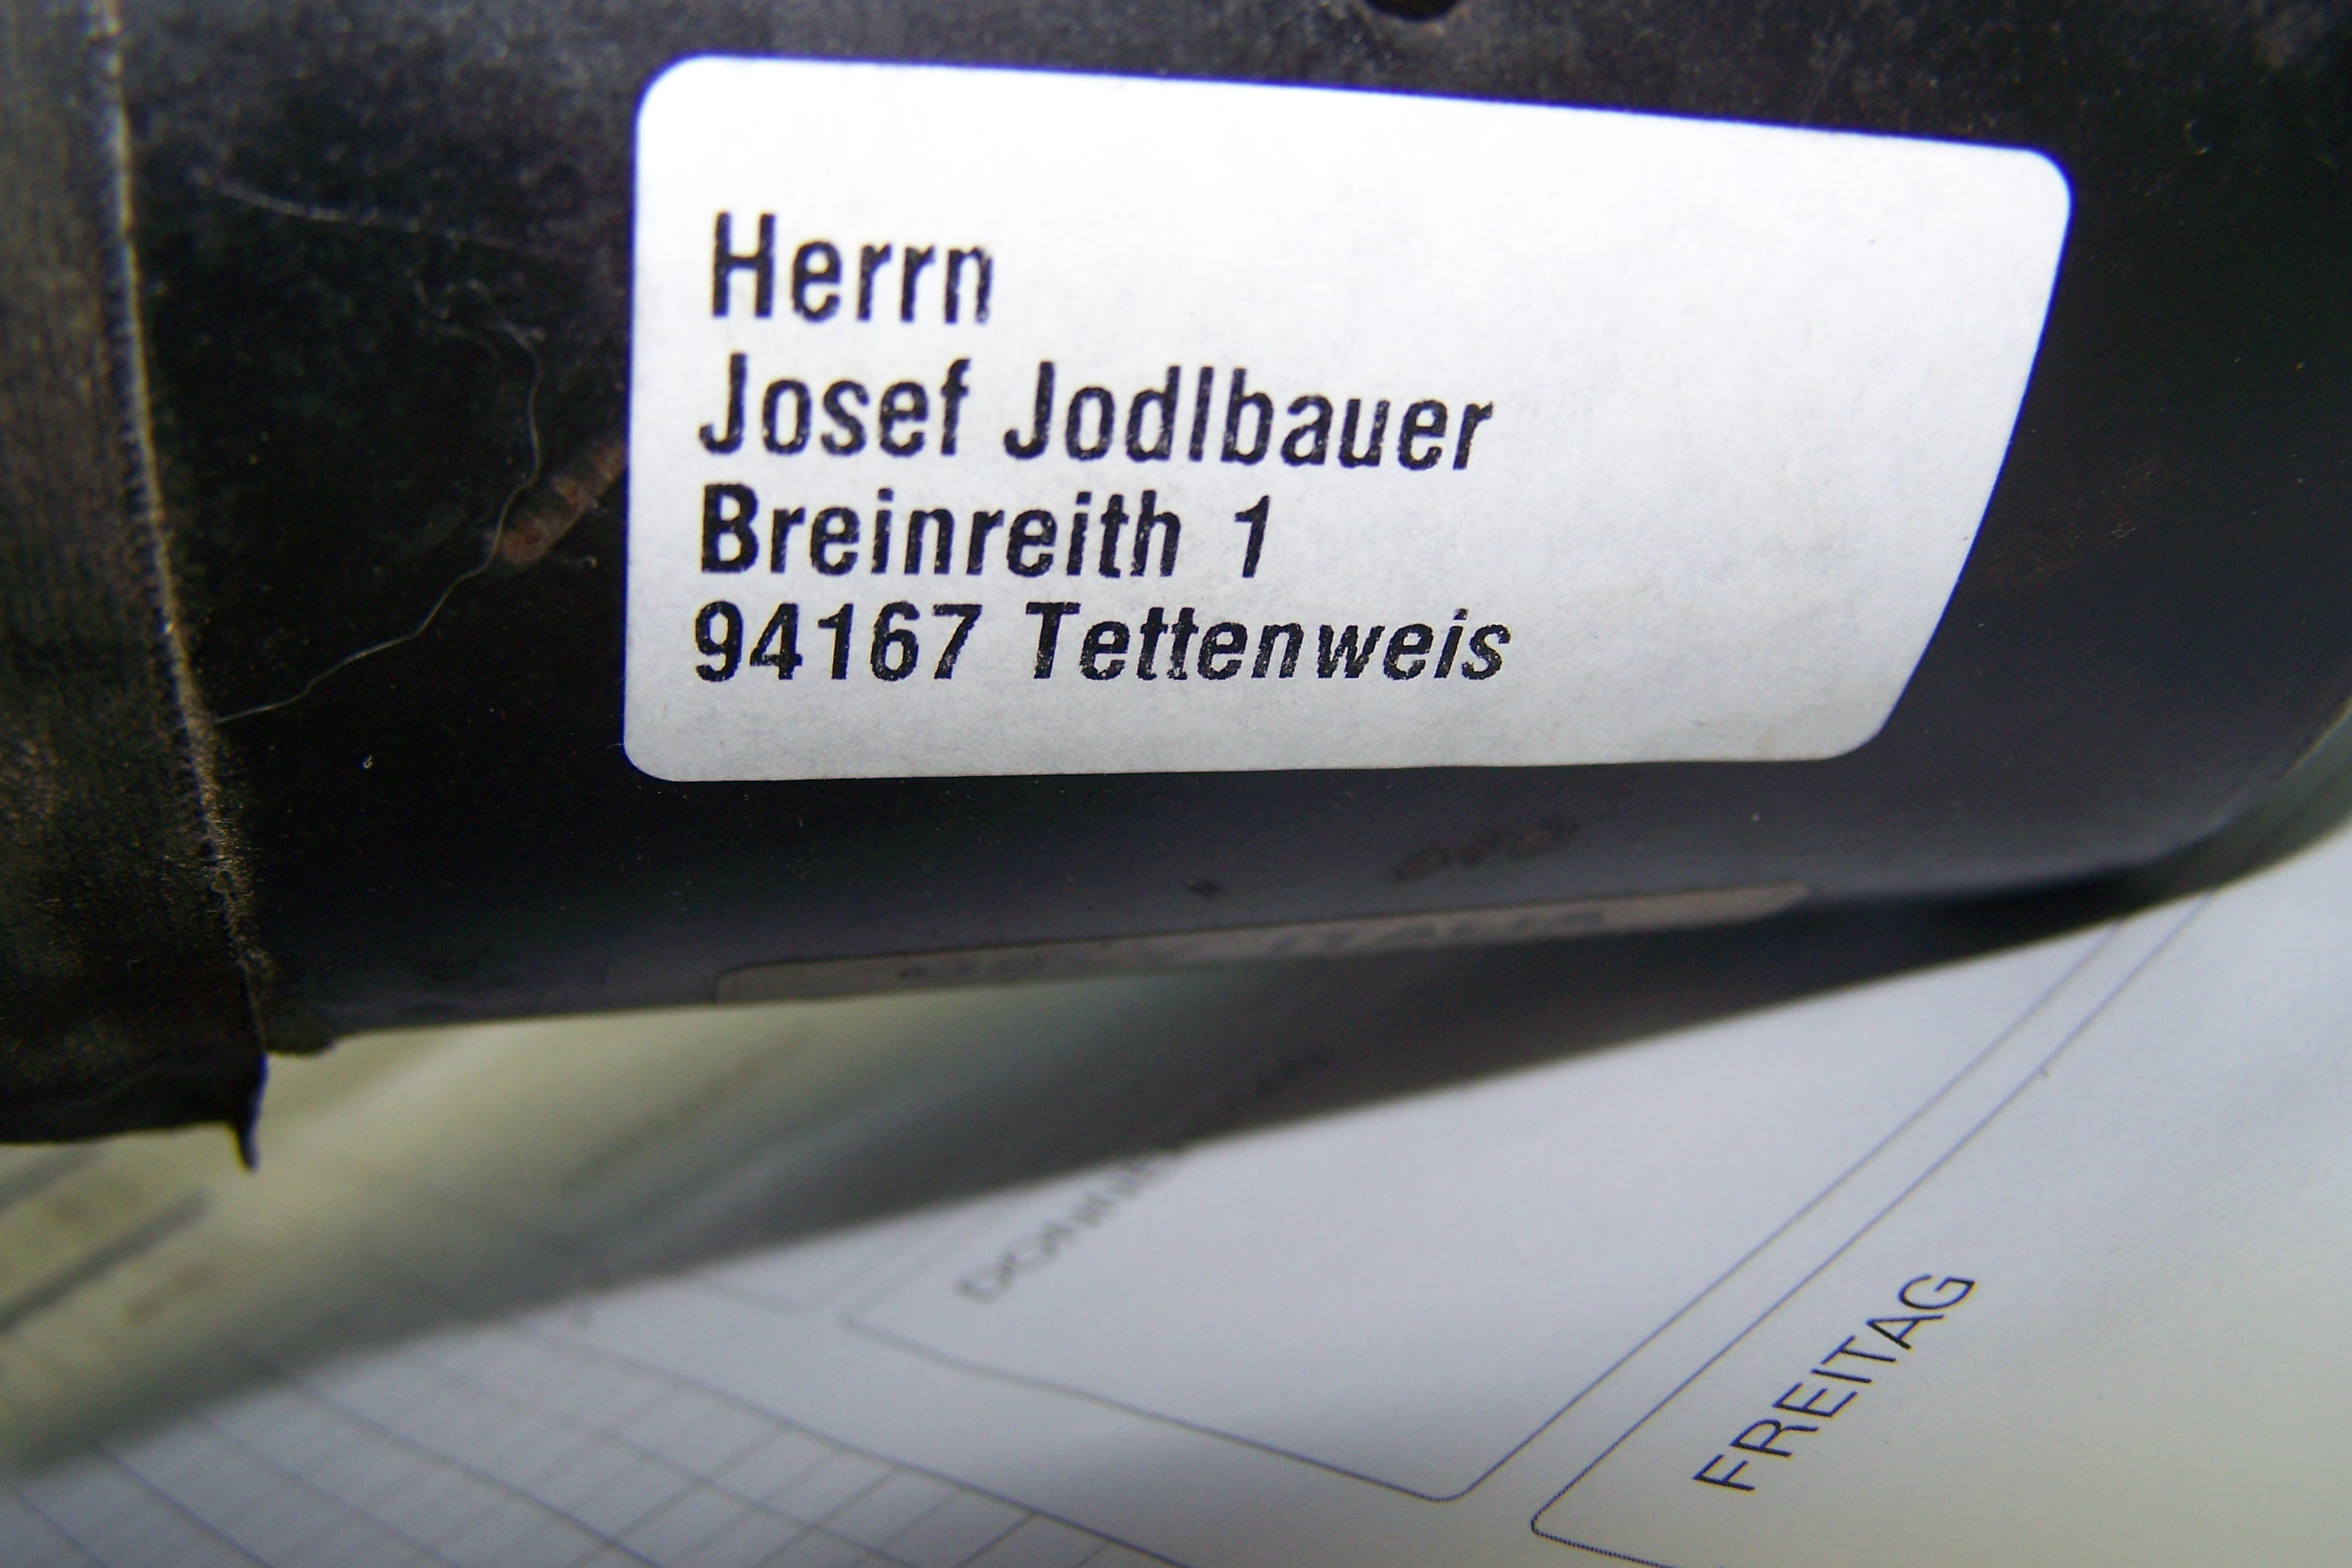 Herrn
Josef Jodlbauer
Breinreith 1
94167 Tettenweis
FREITAG